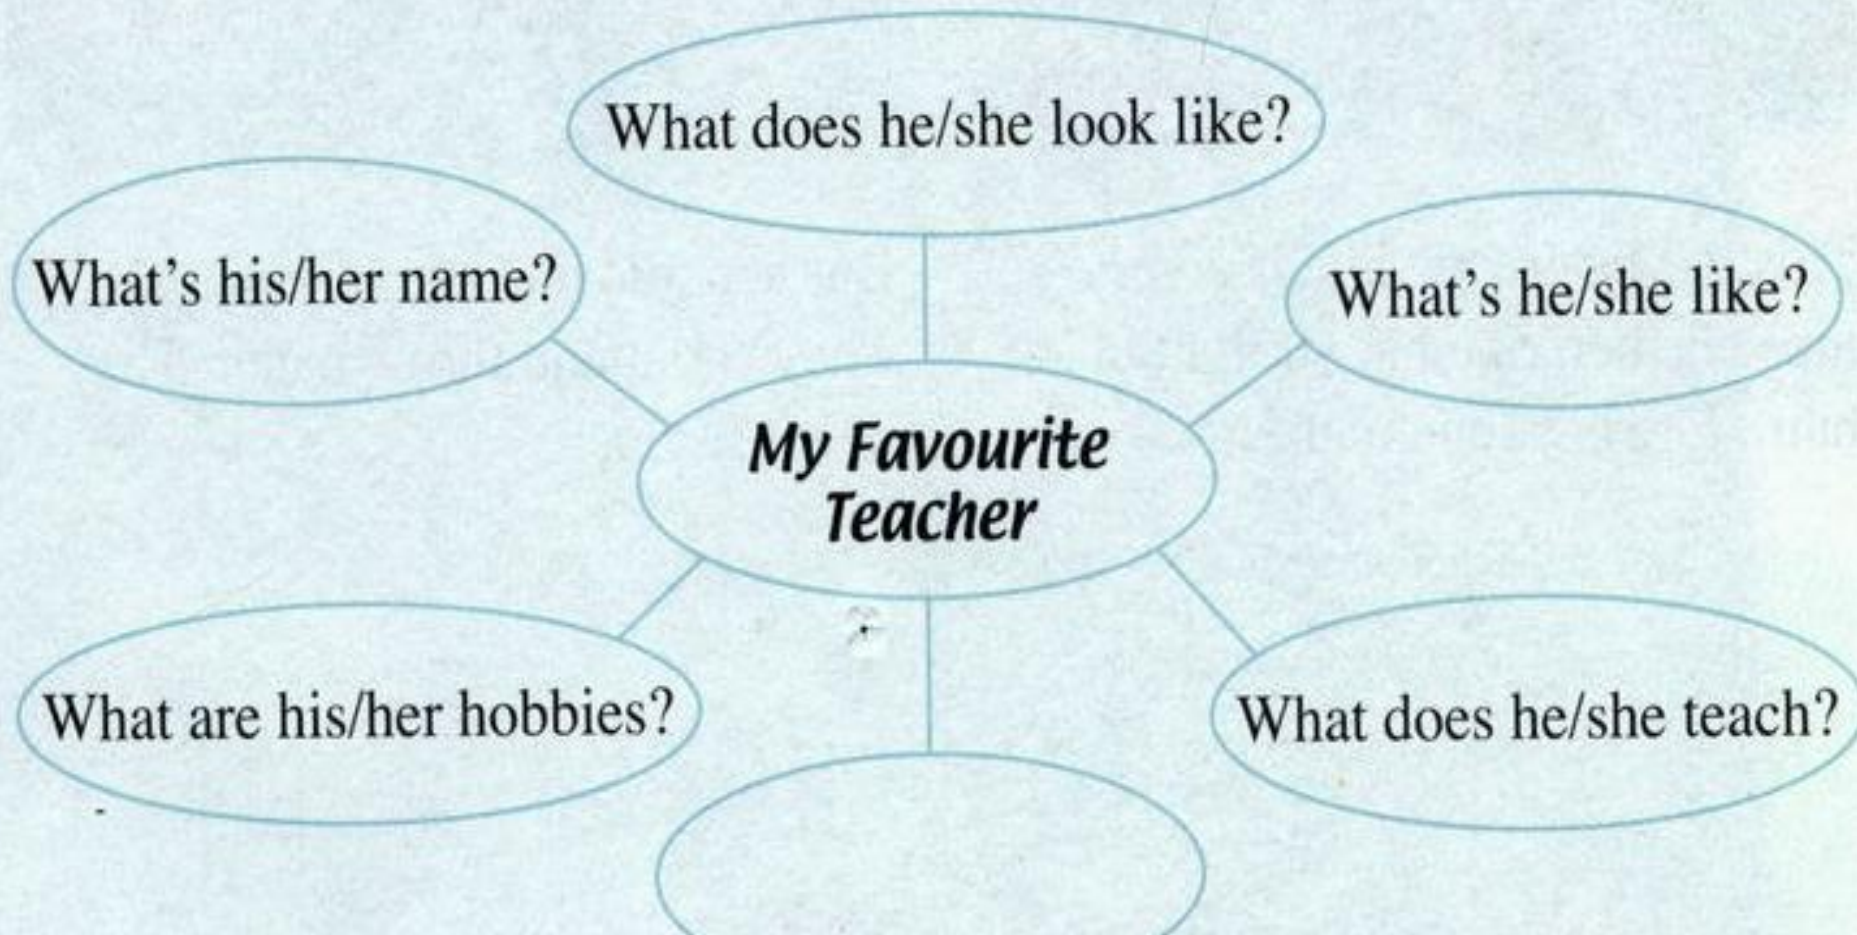 What does he/she look like?
What's his/her name?
What's he/she like?
My Favourite
Teacher
What are his/her hobbies?
What does he/she teach?